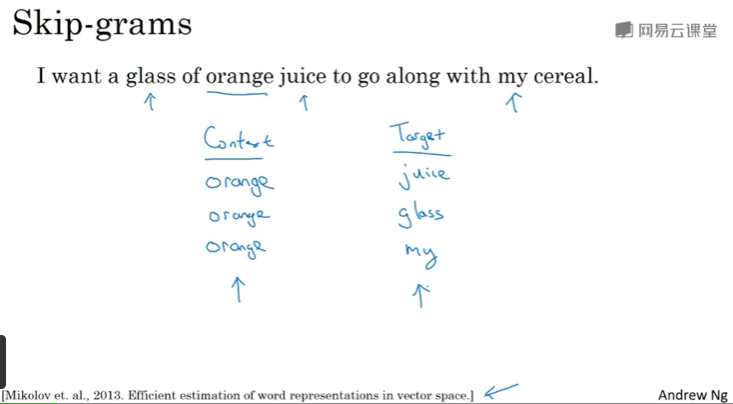 Skip-grams
网易云课堂
I want a glass of orange juice to go along with my cereal.
Context Target
orange juice
orange glass
orange my
[Mikolov et. al., 2013. Efficient estimation of word representations in vector space.]
Andrew Ng